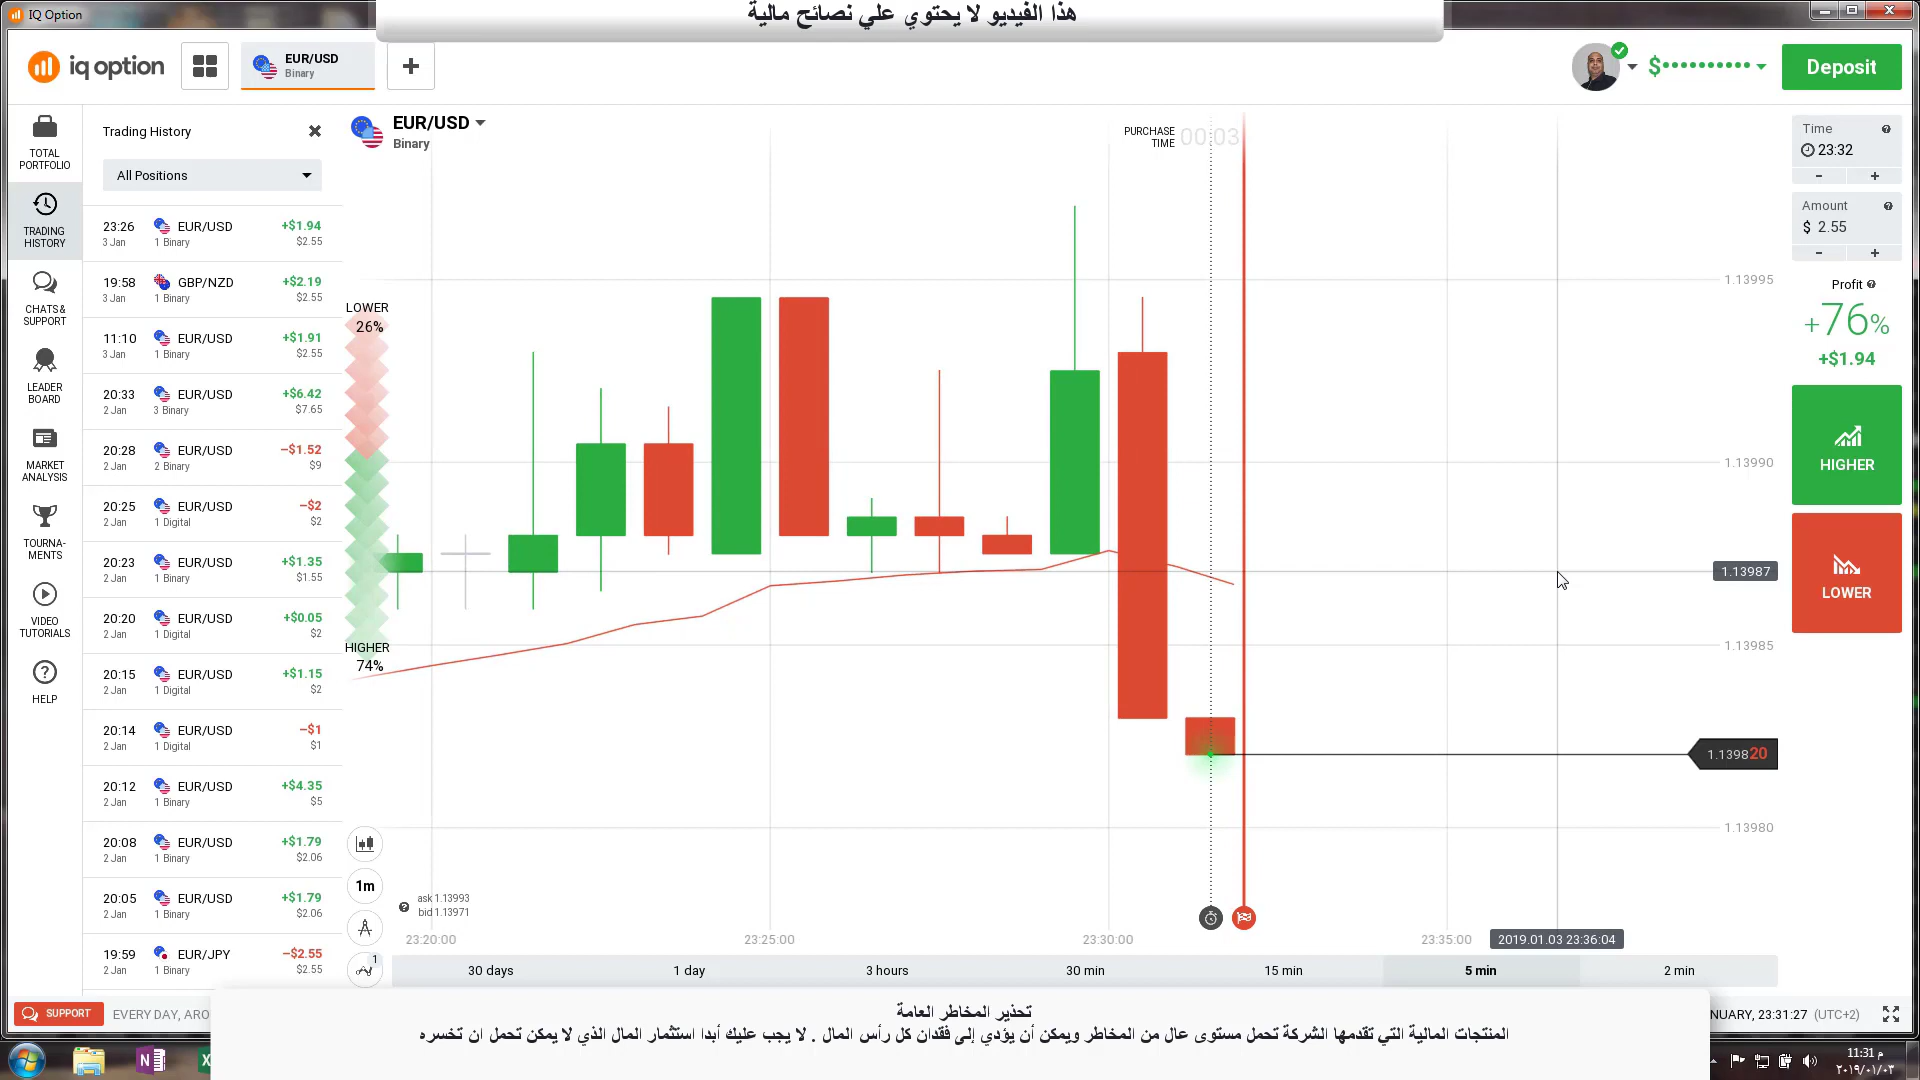 IQ Option
هذا الفيديو لا يحتوي علي نصائح مالية
iq option
EUR/USD
Binary
+
$
Deposit
TOTAL
PORTFOLIO
TRADING
HISTORY
CHATS &
SUPPORT
LEADER
BOARD
MARKET
ANALYSIS
TOURNA-
MENTS
VIDEO
TUTORIALS
HELP
Trading History
All Positions
23:26 EUR/USD +$1.94
3 Jan 1 Binary $2.55
19:58 GBP/NZD +$2.19
3 Jan 1 Binary $2.55
11:10 EUR/USD +$1.91
3 Jan 1 Binary $2.55
20:33 EUR/USD +$6.42
2 Jan 3 Binary $7.65
20:28 EUR/USD −$1.52
2 Jan 2 Binary $9
20:25 EUR/USD −$2
2 Jan 1 Digital $2
20:23 EUR/USD +$1.35
2 Jan 1 Binary $1.55
20:20 EUR/USD +$0.05
2 Jan 1 Digital $2
20:15 EUR/USD +$1.15
2 Jan 1 Digital $2
20:14 EUR/USD −$1
2 Jan 1 Digital $1
20:12 EUR/USD +$4.35
2 Jan 1 Binary $5
20:08 EUR/USD +$1.79
2 Jan 1 Binary $2.06
20:05 EUR/USD +$1.79
2 Jan 1 Binary $2.06
19:59 EUR/JPY −$2.55
2 Jan 1 Binary $2.55
EUR/USD
Binary
PURCHASE
TIME 00:03
LOWER
26%
HIGHER
74%
1.13995
1.13990
1.13987
1.13985
1.139820
1.13980
1m
1
ask 1.13993
bid 1.13971
23:20:00 23:25:00 23:30:00 23:35:00 2019.01.03 23:36:04
30 days 1 day 3 hours 30 min 15 min 5 min 2 min
Time
23:32
- +
Amount
$ 2.55
- +
Profit
+76%
+$1.94
HIGHER
LOWER
SUPPORT EVERY DAY, ARO
NUARY, 23:31:27 (UTC+2)
تحذير المخاطر العامة
المنتجات المالية التي تقدمها الشركة تحمل مستوى عال من المخاطر ويمكن أن يؤدي إلى فقدان كل رأس المال . لا يجب عليك أبدا استثمار المال الذي لا يمكن تحمل ان تخسره
11:31 م
٢٠١٩/٠١/٠٣